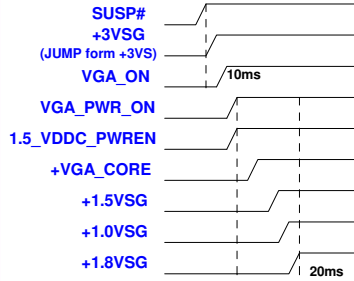 SUSP#
+3VSG
(JUMP form +3VS)
VGA_ON
10ms
VGA_PWR_ON
1.5_VDDC_PWREN
+VGA_CORE
+1.5VSG
+1.0VSG
+1.8VSG
20ms